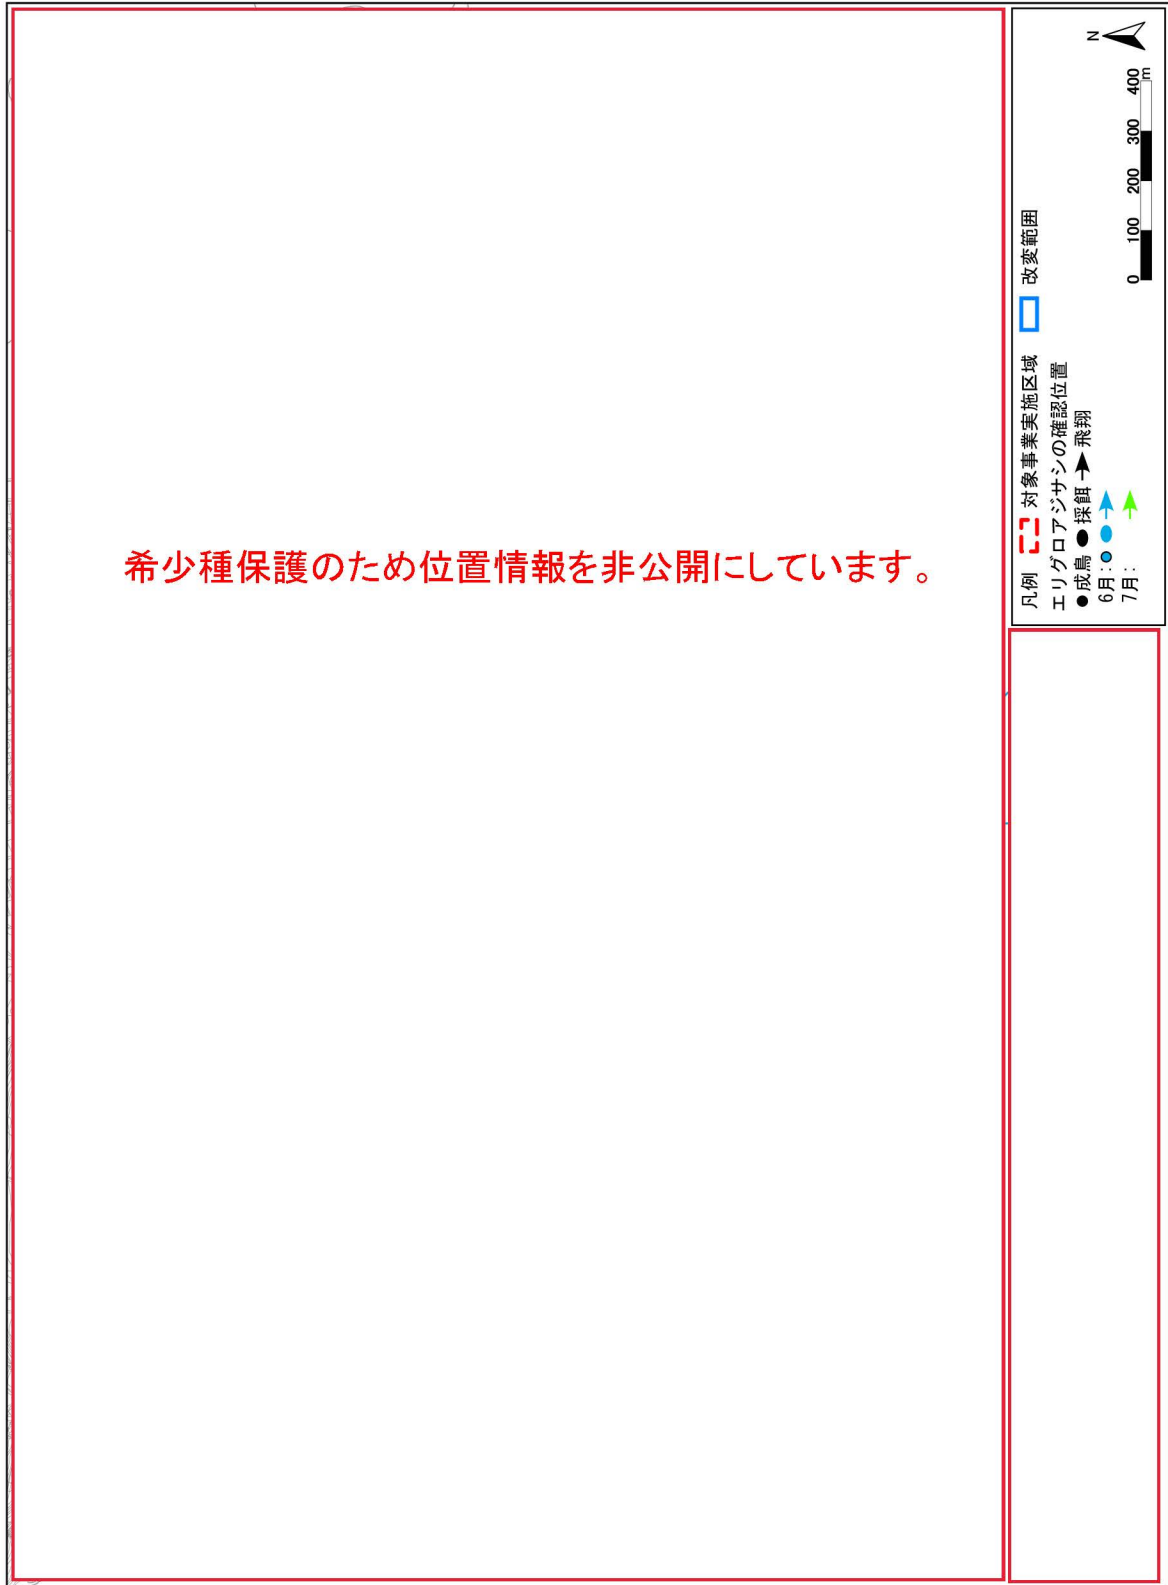 希少種保護のため位置情報を非公開にしています。
凡例 対象事業実施区域 改変範囲
エリグロアジサシの確認位置
●成鳥 ●採餌 飛翔
6月:
7月:
0 100 200 300 400 m
N